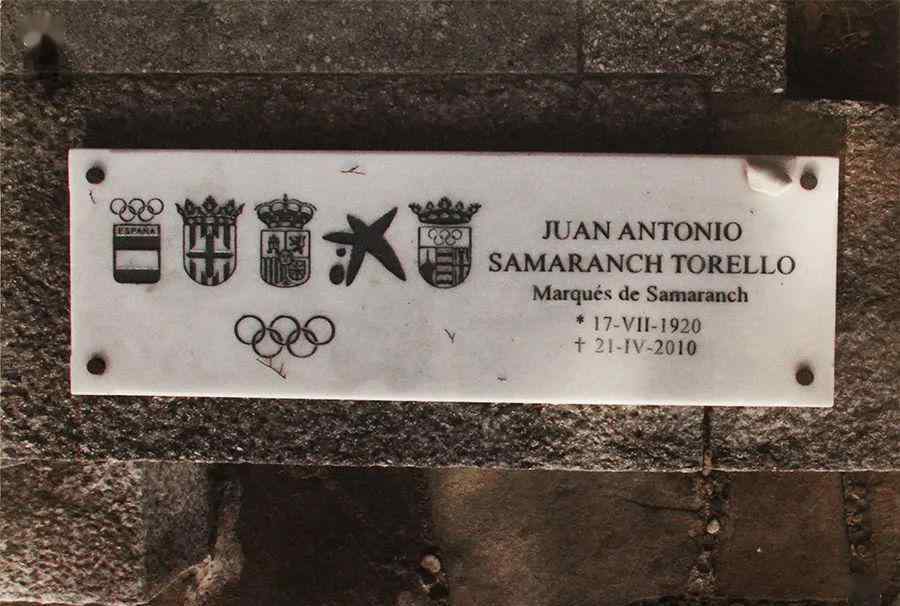 ESPAÑA
JUAN ANTONIO
SAMARANCH TORELLO
Marqués de Samaranch
* 17-VII-1920
† 21-IV-2010